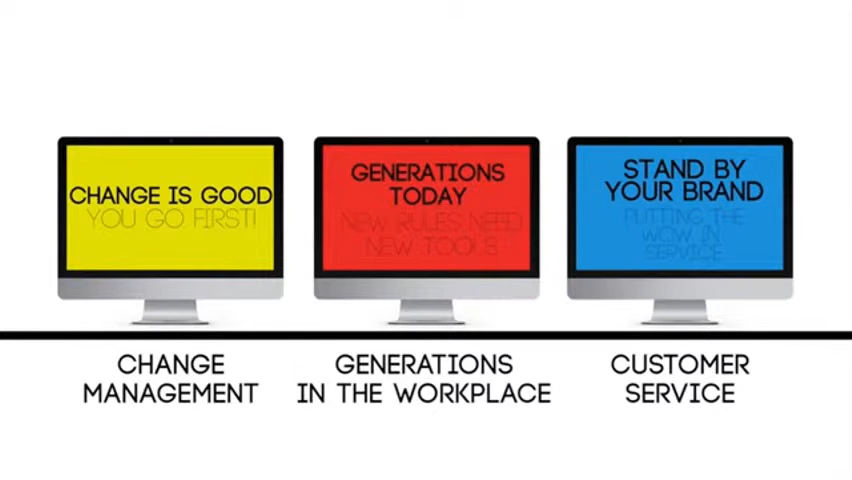 CHANGE IS GOOD
YOU GO FIRST!
GENERATIONS
TODAY
NEW RULES NEED
NEW TOOLS
STAND BY
YOUR BRAND
PUTTING THE
WOW IN
SERVICE
CHANGE
MANAGEMENT
GENERATIONS
IN THE WORKPLACE
CUSTOMER
SERVICE